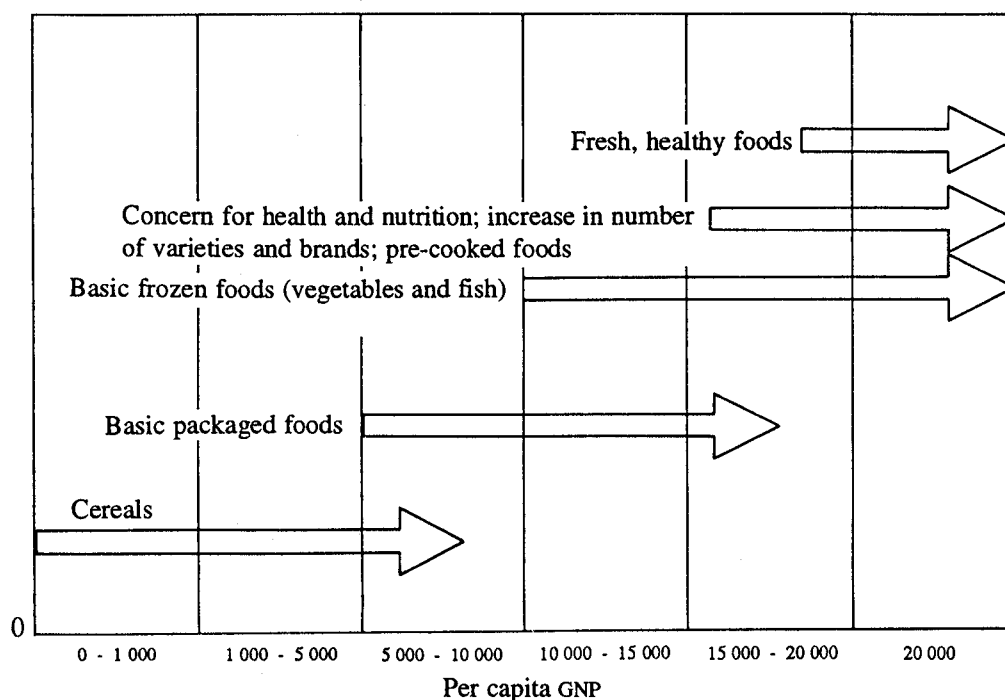 Fresh, healthy foods
Concern for health and nutrition; increase in number
of varieties and brands; pre-cooked foods
Basic frozen foods (vegetables and fish)
Basic packaged foods
Cereals
0
0 - 1 000
1 000 - 5 000
5 000 - 10 000
10 000 - 15 000
15 000 - 20 000
20 000
Per capita GNP